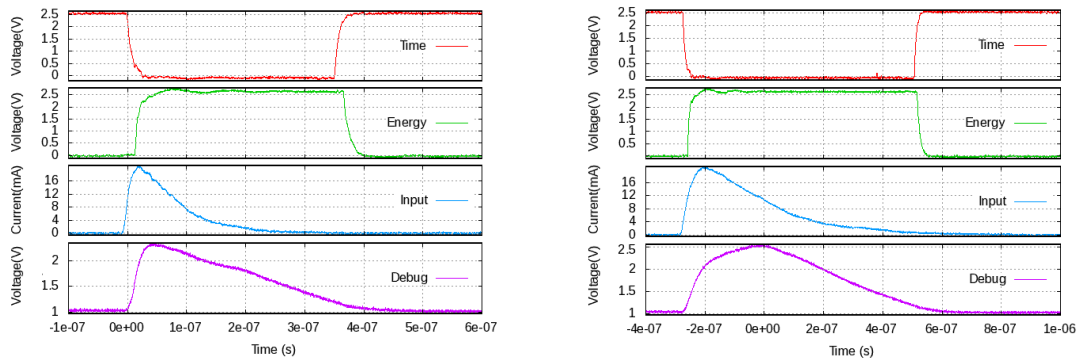 Voltage(V)
2.5
2
1.5
1
0.5
0
Time
Voltage(V)
2.5
2
1.5
1
0.5
0
Energy
Current(mA)
16
12
8
4
0
Input
Voltage(V)
2
1.5
1
Debug
-1e-07 0e+00 1e-07 2e-07 3e-07 4e-07 5e-07 6e-07
Time (s)
Voltage(V)
2.5
2
1.5
1
0.5
0
Time
Voltage(V)
2.5
2
1.5
1
0.5
0
Energy
Current(mA)
16
12
8
4
0
Input
Voltage(V)
2.5
2
1.5
1
Debug
-4e-07 -2e-07 0e+00 2e-07 4e-07 6e-07 8e-07 1e-06
Time (s)